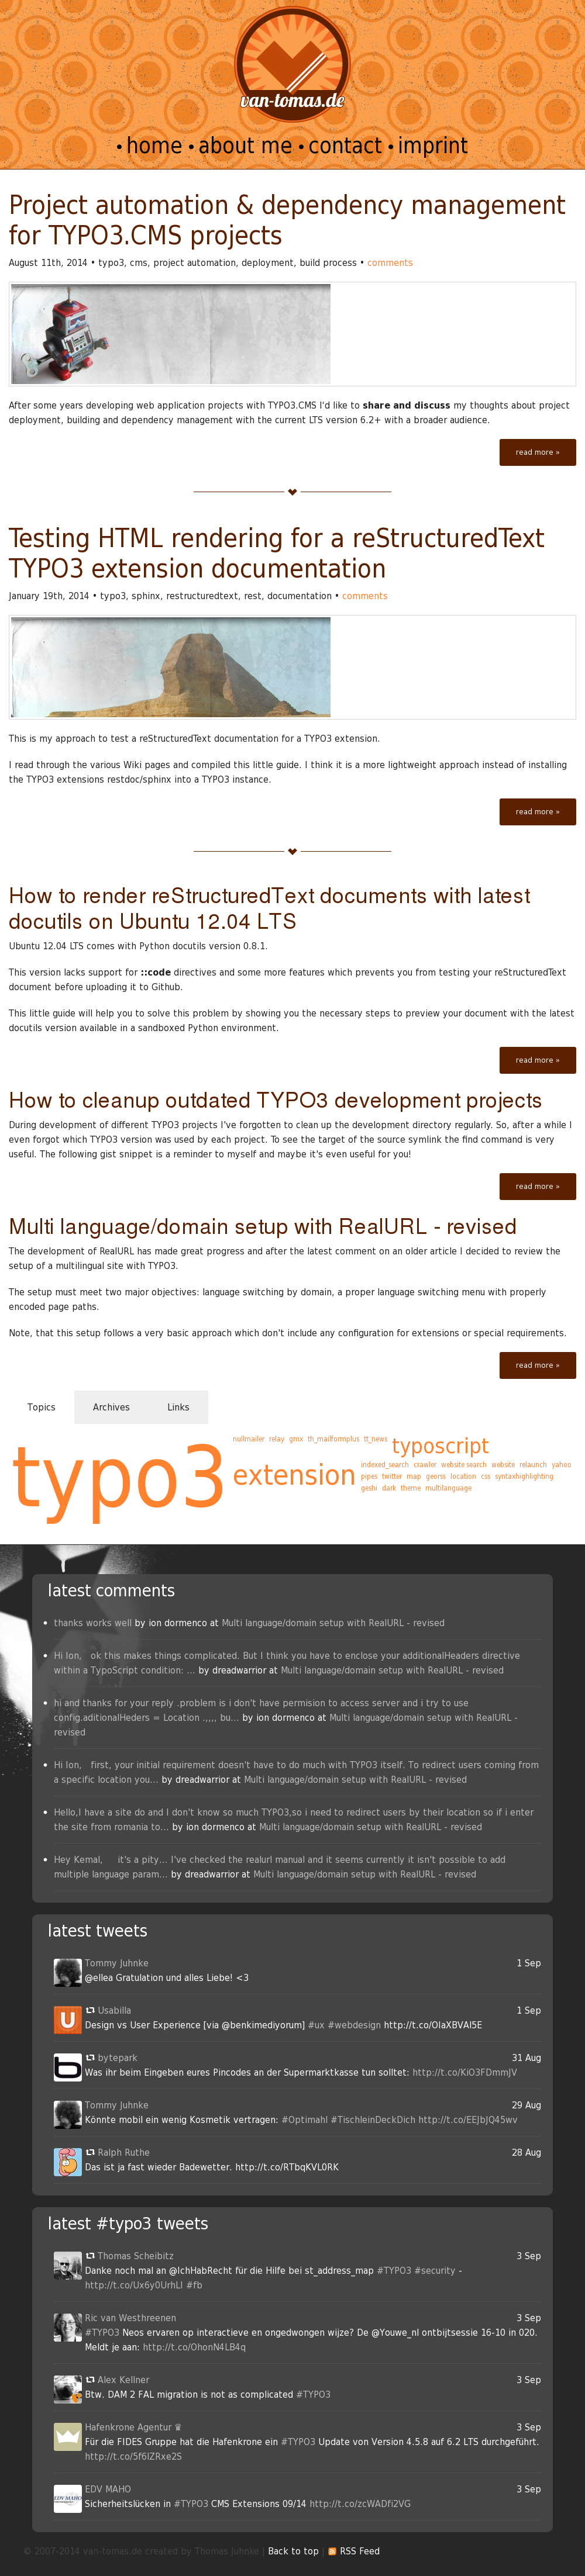 van-tomas.de
• home • about me • contact • imprint
Project automation & dependency management
for TYPO3.CMS projects
August 11th, 2014 • typo3, cms, project automation, deployment, build process • comments
After some years developing web application projects with TYPO3.CMS I'd like to share and discuss my thoughts about project
deployment, building and dependency management with the current LTS version 6.2+ with a broader audience.
read more »
Testing HTML rendering for a reStructuredText
TYPO3 extension documentation
January 19th, 2014 • typo3, sphinx, restructuredtext, rest, documentation • comments
This is my approach to test a reStructuredText documentation for a TYPO3 extension.
I read through the various Wiki pages and compiled this little guide. I think it is a more lightweight approach instead of installing
the TYPO3 extensions restdoc/sphinx into a TYPO3 instance.
read more »
How to render reStructuredText documents with latest
docutils on Ubuntu 12.04 LTS
Ubuntu 12.04 LTS comes with Python docutils version 0.8.1.
This version lacks support for ::code directives and some more features which prevents you from testing your reStructuredText
document before uploading it to Github.
This little guide will help you to solve this problem by showing you the necessary steps to preview your document with the latest
docutils version available in a sandboxed Python environment.
read more »
How to cleanup outdated TYPO3 development projects
During development of different TYPO3 projects I've forgotten to clean up the development directory regularly. So, after a while I
even forgot which TYPO3 version was used by each project. To see the target of the source symlink the find command is very
useful. The following gist snippet is a reminder to myself and maybe it's even useful for you!
read more »
Multi language/domain setup with RealURL - revised
The development of RealURL has made great progress and after the latest comment on an older article I decided to review the
setup of a multilingual site with TYPO3.
The setup must meet two major objectives: language switching by domain, a proper language switching menu with properly
encoded page paths.
Note, that this setup follows a very basic approach which don't include any configuration for extensions or special requirements.
read more »
Topics Archives Links
typo3 nullmailer relay gmx th_mailformplus tt_news typoscript
extension indexed_search crawler website search website relaunch yahoo
pipes twitter map georss location css syntaxhighlighting
geshi dark theme multilanguage
latest comments
thanks works well by ion dormenco at Multi language/domain setup with RealURL - revised
Hi Ion, ok this makes things complicated. But I think you have to enclose your additionalHeaders directive
within a TypoScript condition: ... by dreadwarrior at Multi language/domain setup with RealURL - revised
hi and thanks for your reply .problem is i don't have permision to access server and i try to use
config.aditionalHeders = Location .,,,, bu... by ion dormenco at Multi language/domain setup with RealURL -
revised
Hi Ion, first, your initial requirement doesn't have to do much with TYPO3 itself. To redirect users coming from
a specific location you... by dreadwarrior at Multi language/domain setup with RealURL - revised
Hello,I have a site do and I don't know so much TYPO3,so i need to redirect users by their location so if i enter
the site from romania to... by ion dormenco at Multi language/domain setup with RealURL - revised
Hey Kemal, it's a pity... I've checked the realurl manual and it seems currently it isn't possible to add
multiple language param... by dreadwarrior at Multi language/domain setup with RealURL - revised
latest tweets
Tommy Juhnke 1 Sep
@ellea Gratulation und alles Liebe! <3
Usabilla 1 Sep
Design vs User Experience [via @benkimediyorum] #ux #webdesign http://t.co/OIaXBVAI5E
bytepark 31 Aug
Was ihr beim Eingeben eures Pincodes an der Supermarktkasse tun solltet: http://t.co/KiO3FDmmJV
Tommy Juhnke 29 Aug
Könnte mobil ein wenig Kosmetik vertragen: #Optimahl #TischleinDeckDich http://t.co/EEJbJQ45wv
Ralph Ruthe 28 Aug
Das ist ja fast wieder Badewetter. http://t.co/RTbqKVL0RK
latest #typo3 tweets
Thomas Scheibitz 3 Sep
Danke noch mal an @IchHabRecht für die Hilfe bei st_address_map #TYPO3 #security -
http://t.co/Ux6y0UrhLI #fb
Ric van Westhreenen 3 Sep
#TYPO3 Neos ervaren op interactieve en ongedwongen wijze? De @Youwe_nl ontbijtsessie 16-10 in 020.
Meldt je aan: http://t.co/OhonN4LB4q
Alex Kellner 3 Sep
Btw. DAM 2 FAL migration is not as complicated #TYPO3
Hafenkrone Agentur ♛ 3 Sep
Für die FIDES Gruppe hat die Hafenkrone ein #TYPO3 Update von Version 4.5.8 auf 6.2 LTS durchgeführt.
http://t.co/5f6lZRxe2S
EDV MAHO 3 Sep
Sicherheitslücken in #TYPO3 CMS Extensions 09/14 http://t.co/zcWADfi2VG
© 2007-2014 van-tomas.de created by Thomas Juhnke | Back to top | RSS Feed